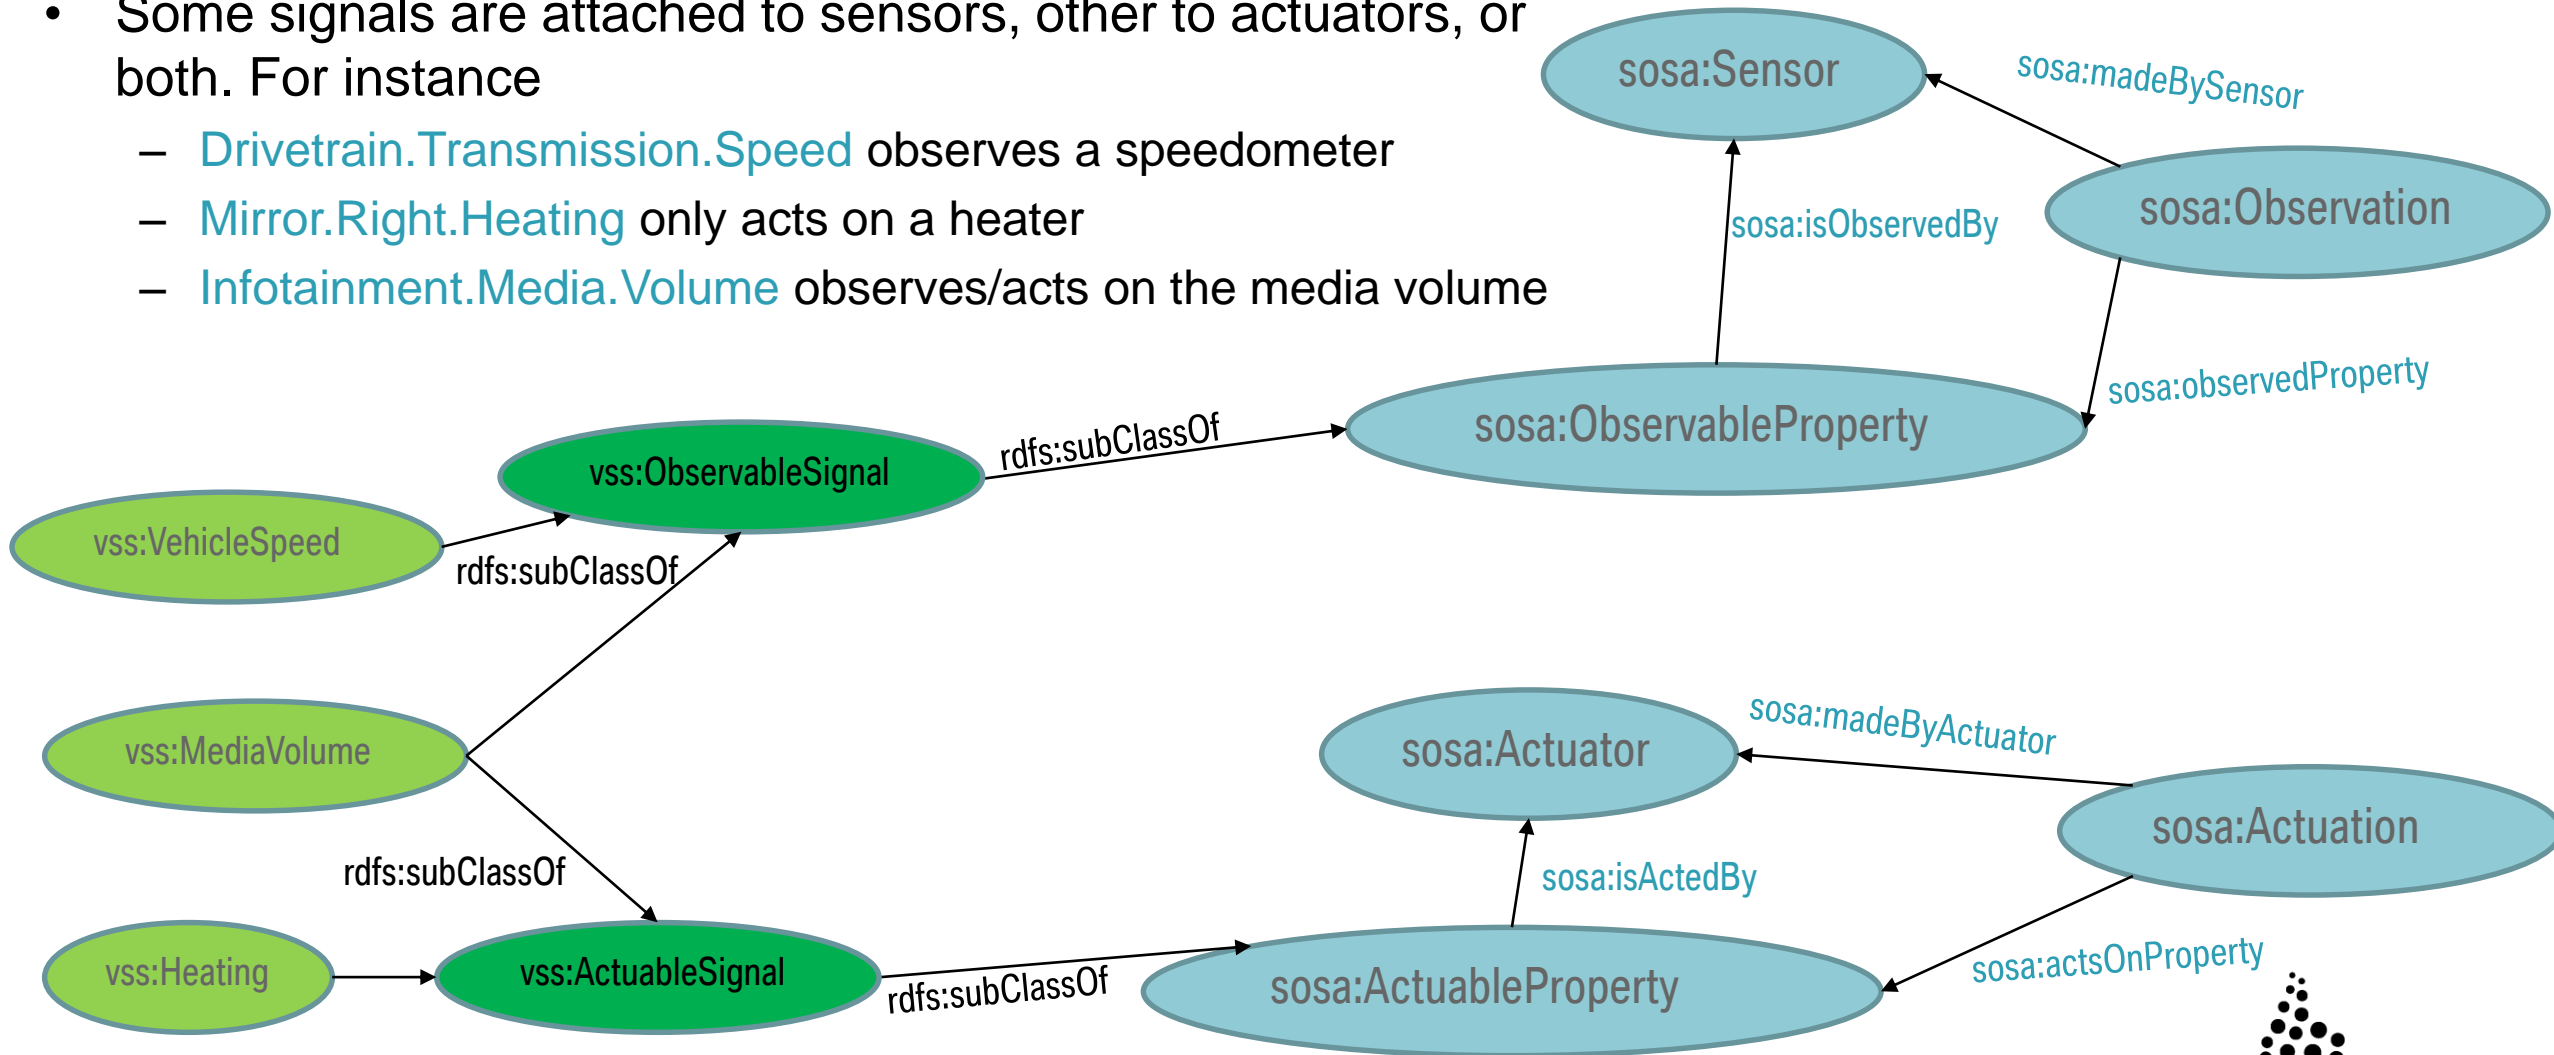 • Some signals are attached to sensors, other to actuators, or
both. For instance
– Drivetrain.Transmission.Speed observes a speedometer
– Mirror.Right.Heating only acts on a heater
– Infotainment.Media.Volume observes/acts on the media volume
sosa:Sensor
sosa:madeBySensor
sosa:Observation
sosa:isObservedBy
sosa:observedProperty
sosa:ObservableProperty
rdfs:subClassOf
vss:ObservableSignal
vss:VehicleSpeed
rdfs:subClassOf
vss:MediaVolume
sosa:Actuator
sosa:madeByActuator
sosa:Actuation
rdfs:subClassOf
sosa:isActedBy
vss:Heating
vss:ActuableSignal
rdfs:subClassOf
sosa:ActuableProperty
sosa:actsOnProperty